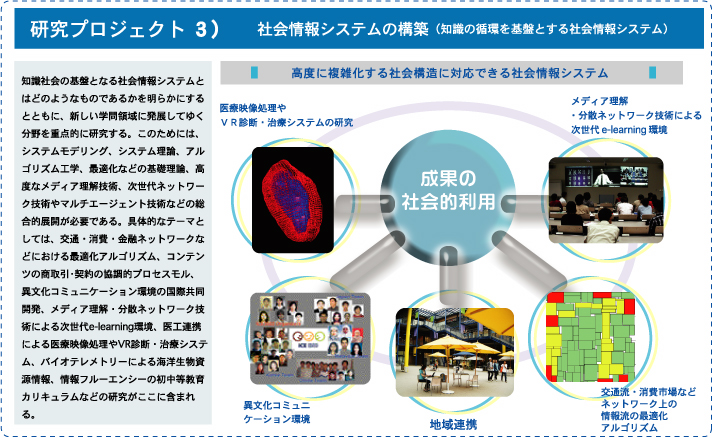 研究プロジェクト 3） 社会情報システムの構築（知識の循環を基盤とする社会情報システム）
知識社会の基盤となる社会情報システムと
はどのようなものであるかを明らかにする
とともに、新しい学問領域に発展してゆく
分野を重点的に研究する。このためには、
システムモデリング、システム理論、アル
ゴリズム工学、最適化などの基礎理論、高
度なメディア理解技術、次世代ネットワー
ク技術やマルチエージェント技術などの総
合的展開が必要である。具体的なテーマと
しては、交通・消費・金融ネットワークな
どにおける最適化アルゴリズム、コンテン
ツの商取引･契約の協調的プロセスモル、
異文化コミュニケーション環境の国際共同
開発、メディア理解・分散ネットワーク技
術による次世代e-learning環境、医工連携
による医療映像処理やVR診断・治療システ
ム、バイオテレメトリーによる海洋生物資
源情報、情報フルーエンシーの初中等教育
カリキュラムなどの研究がここに含まれ
る。
高度に複雑化する社会構造に対応できる社会情報システム
医療映像処理や
ＶＲ診断・治療システムの研究
メディア理解
・分散ネットワーク技術による
次世代 e-learning 環境
成果の
社会的利用
異文化コミュニ
ケーション環境
地域連携
交通流・消費市場など
ネットワーク上の
情報流の最適化
アルゴリズム